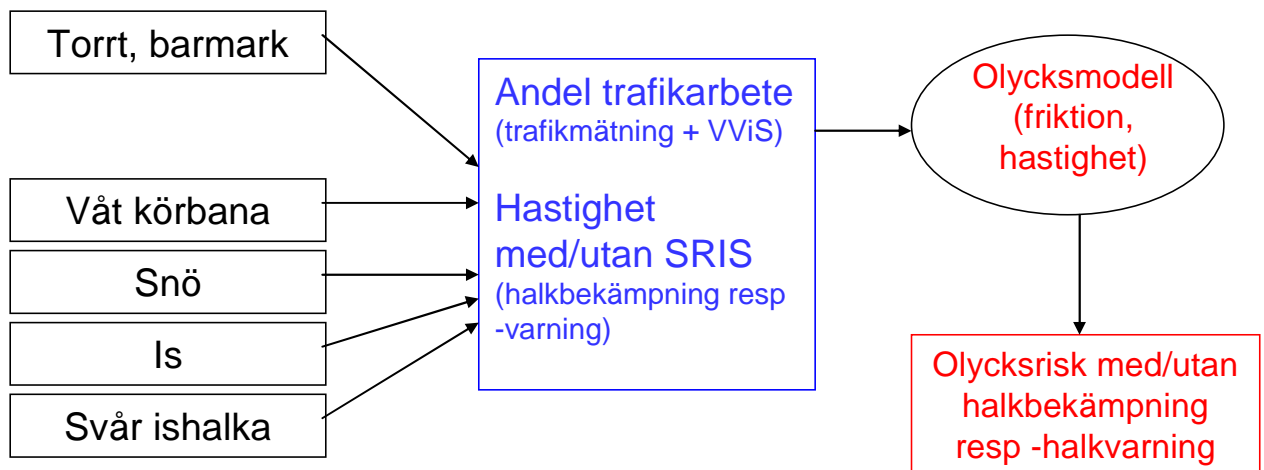 Torrt, barmark
Våt körbana
Snö
Is
Svår ishalka
Andel trafikarbete
(trafikmätning + VViS)
Hastighet
med/utan SRIS
(halkbekämpning resp
-varning)
Olycksmodell
(friktion,
hastighet)
Olycksrisk med/utan
halkbekämpning
resp -halkvarning